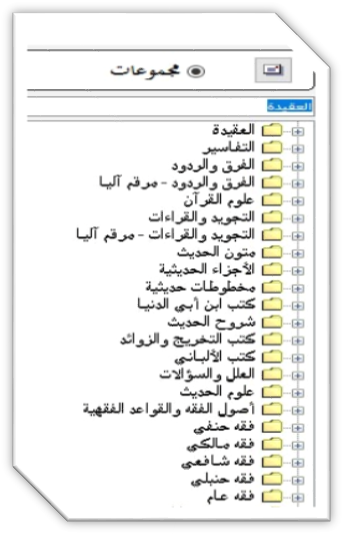 مجموعات
العقيدة
العقيدة
التفاسير
الفرق والردود
الفرق والردود - مرقم آليا
علوم القرآن
التجويد والقراءات
التجويد والقراءات - مرقم آليا
متون الحديث
الأجزاء الحديثية
مخطوطات حديثية
كتب ابن أبي الدنيا
شروح الحديث
كتب التخريج والزوائد
كتب الألباني
العلل والسؤالات
علوم الحديث
أصول الفقه والقواعد الفقهية
فقه حنفي
فقه مالكي
فقه شافعي
فقه حنبلي
فقه عام